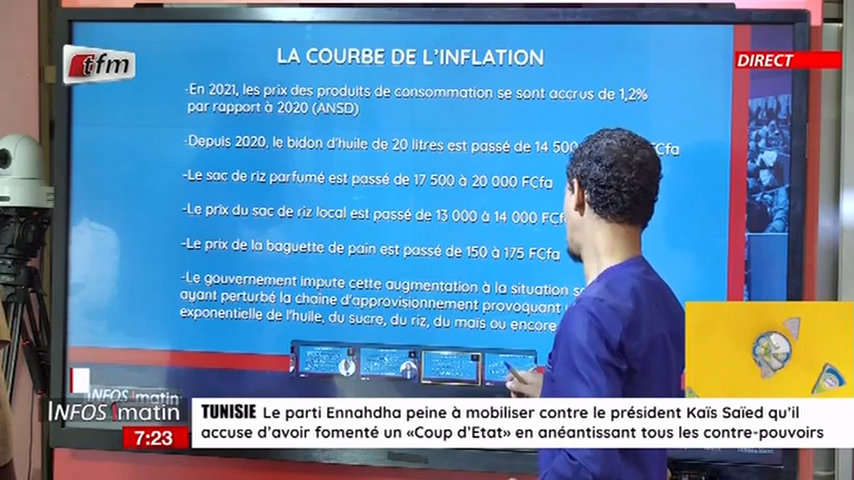 tfm
DIRECT
LA COURBE DE L'INFLATION
-En 2021, les prix des produits de consommation se sont accrus de 1,2%
par rapport à 2020 (ANSD)
-Depuis 2020, le bidon d'huile de 20 litres est passé de 14 500
-Le sac de riz parfumé est passé de 17 500 à 20 000 FCfa
-Le prix du sac de riz local est passé de 13 000 à 14 000 FCfa
-Le prix de la baguette de pain est passé de 150 à 175 FCfa
-Le gouvernement impute cette augmentation à la situation
ayant perturbé la chaîne d'approvisionnement provoquant
exponentielle de l'huile, du sucre, du riz, du maïs ou encore
INFOS matin
INFOS matin
7:23
TUNISIE Le parti Ennahdha peine à mobiliser contre le président Kaïs Saïed qu'il
accuse d'avoir fomenté un «Coup d'Etat» en anéantissant tous les contre-pouvoirs